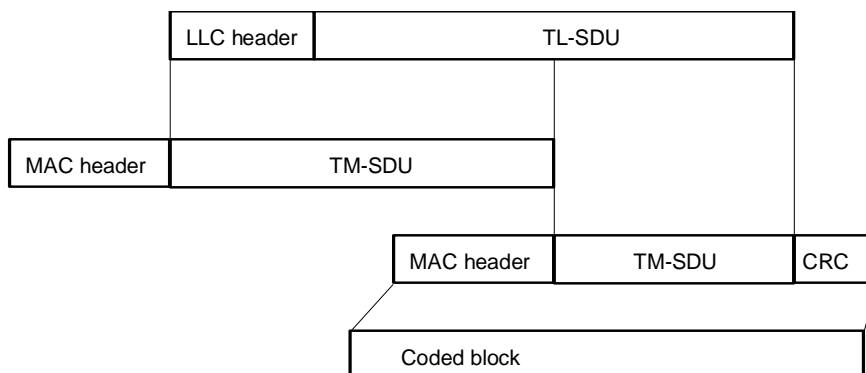 LLC header TL-SDU
MAC header TM-SDU
MAC header TM-SDU CRC
Coded block